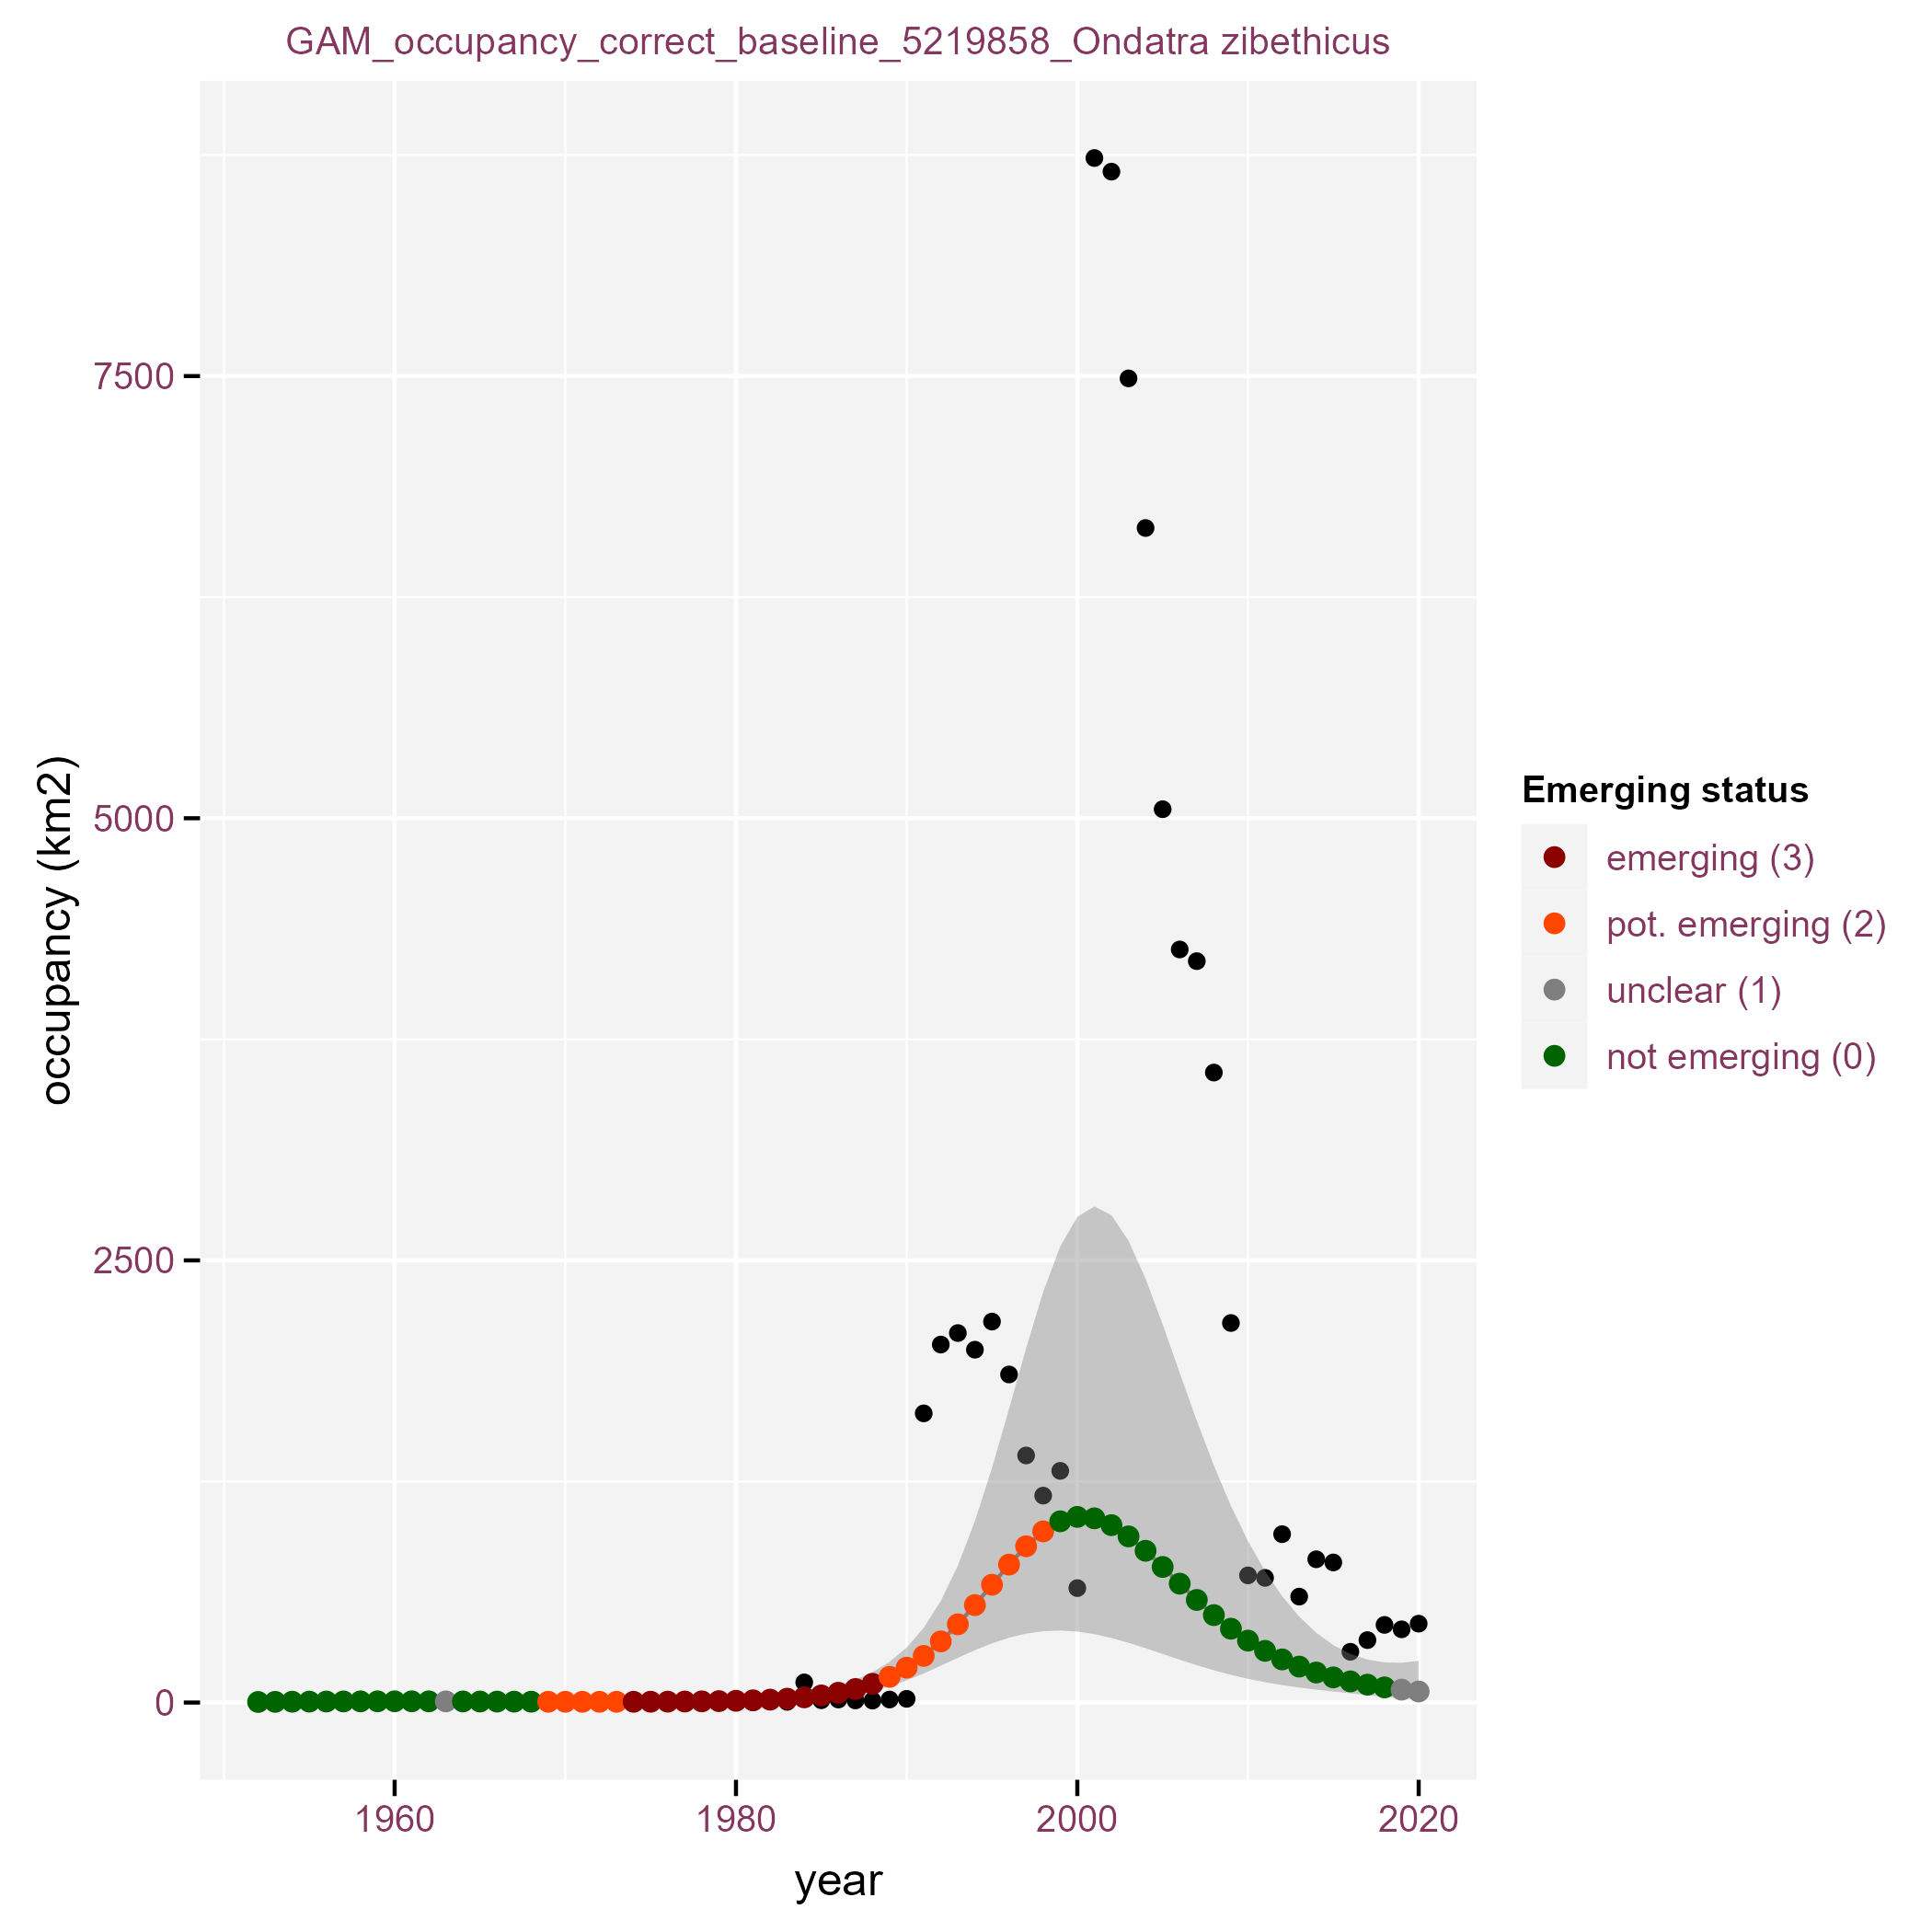 GAM_occupancy_correct_baseline_5219858_Ondatra zibethicus
7500
5000
2500
0
occupancy (km2)
1960
1980
2000
2020
year
Emerging status
emerging (3)
pot. emerging (2)
unclear (1)
not emerging (0)